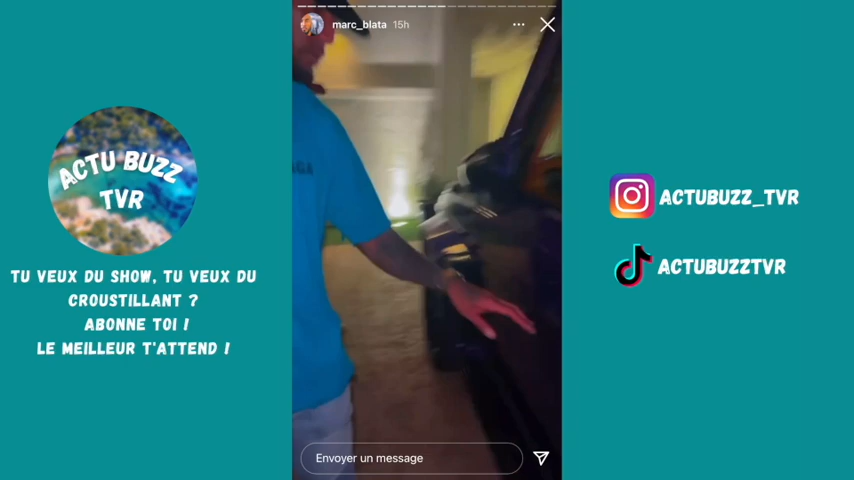 ACTU BUZZ
TVR
TU VEUX DU SHOW, TU VEUX DU
CROUSTILLANT ?
ABONNE TOI !
LE MEILLEUR T'ATTEND !
marc_blata 15h
Envoyer un message
ACTUBUZZ_TVR
ACTUBUZZTVR